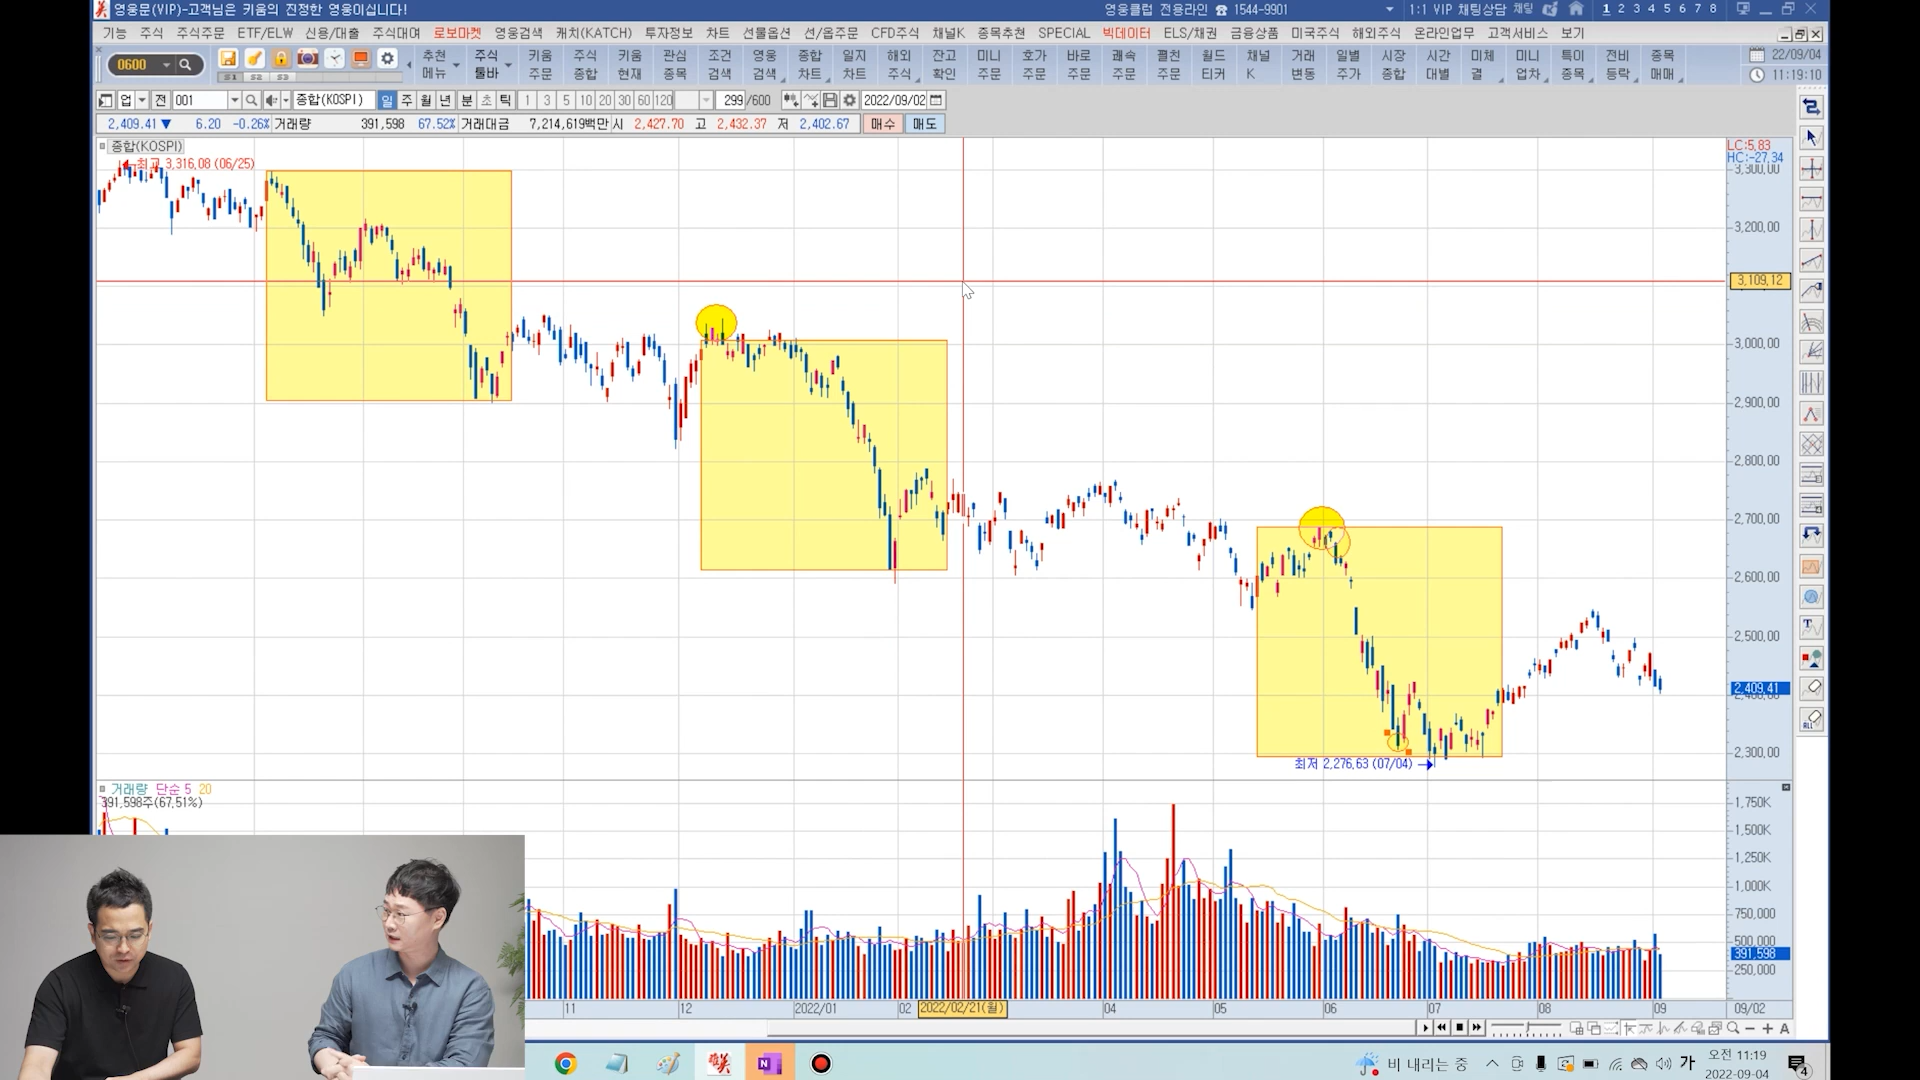 영웅문(VIP)-고객님은 키움의 진정한 영웅이십니다!
영웅클럽 전용라인 ☎ 1544-9901
1:1 VIP 채팅상담 채팅
1 2 3 4 5 6 7 8
기능 주식 주식주문 ETF/ELW 신용/대출 주식대여 로보마켓 영웅검색 캐치(KATCH) 투자정보 차트 선물옵션 선/옵주문 CFD주식 채널K 종목추천 SPECIAL 빅데이터 ELS/채권 금융상품 미국주식 해외주식 온라인업무 고객서비스 보기
0600
S1 S2 S3
추천 주식 키움 주식 키움 관심 조건 영웅 종합 일지 해외 잔고 미니 호가 바로 쾌속 펼친 월드 채널 거래 일별 시장 시간 미체 미니 특이 전비 종목
메뉴 툴바 주문 종합 현재 종목 검색 검색 차트 차트 주식 확인 주문 주문 주문 주문 주문 티커 K 변동 주가 종합 대별 결 업차 종목 등락 매매
22/09/04
11:19:10
업 전 001 종합(KOSPI) 일 주 월 년 분 초 틱 1 3 5 10 20 30 60 120 299 /600 2022/09/02
2,409.41 ▼ 6.20 -0.26% 거래량 391,598 67.52% 거래대금 7,214,619백만 시 2,427.70 고 2,432.37 저 2,402.67 매수 매도
종합(KOSPI)
최고 3,316,08 (06/25)
LC:5,83
HC:-27,34
3,300,00
3,200,00
3,109,12
3,000,00
2,900,00
2,800,00
2,700,00
2,600,00
2,500,00
2,409,41
2,300,00
최저 2,276,63 (07/04)
거래량 단순 5 20
391,598주(67,51%)
1,750K
1,500K
1,250K
1,000K
750,000
500,000
391,598
250,000
11 12 2022/01 02 2022/02/21(월) 04 05 06 07 08 09 09/02
A
비 내리는 중
가
오전 11:19
2022-09-04
4